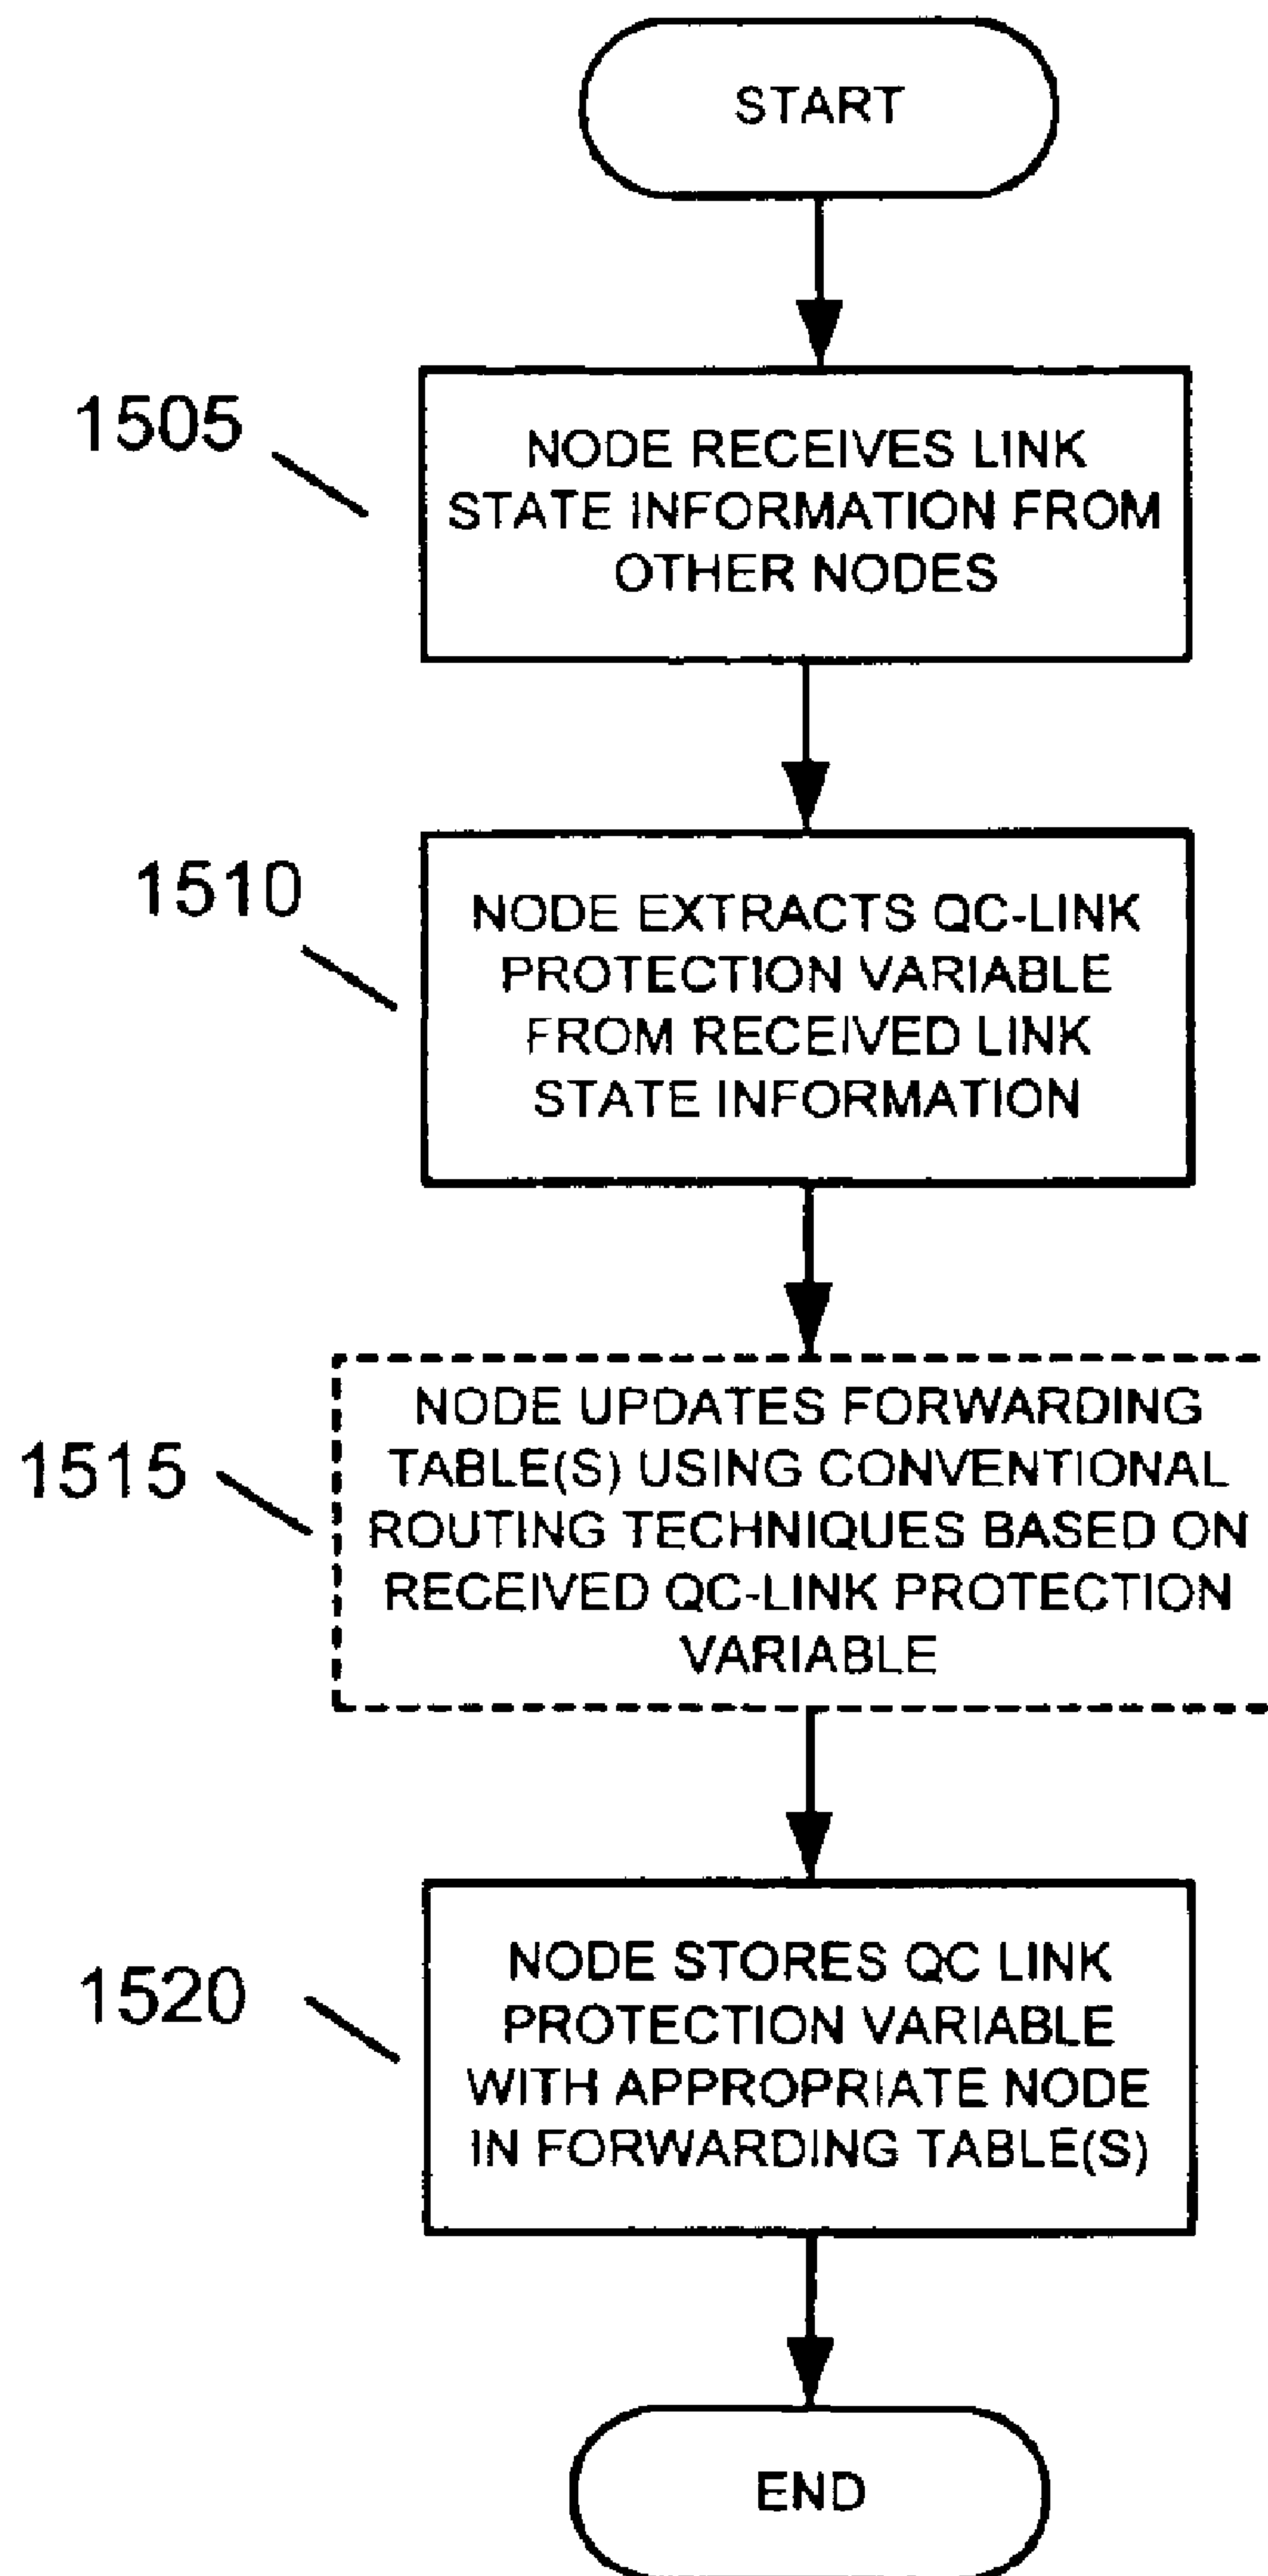 START
1505
NODE RECEIVES LINK
STATE INFORMATION FROM
OTHER NODES
1510
NODE EXTRACTS QC-LINK
PROTECTION VARIABLE
FROM RECEIVED LINK
STATE INFORMATION
1515
NODE UPDATES FORWARDING
TABLE(S) USING CONVENTIONAL
ROUTING TECHNIQUES BASED ON
RECEIVED QC-LINK PROTECTION
VARIABLE
1520
NODE STORES QC LINK
PROTECTION VARIABLE
WITH APPROPRIATE NODE
IN FORWARDING TABLE(S)
END